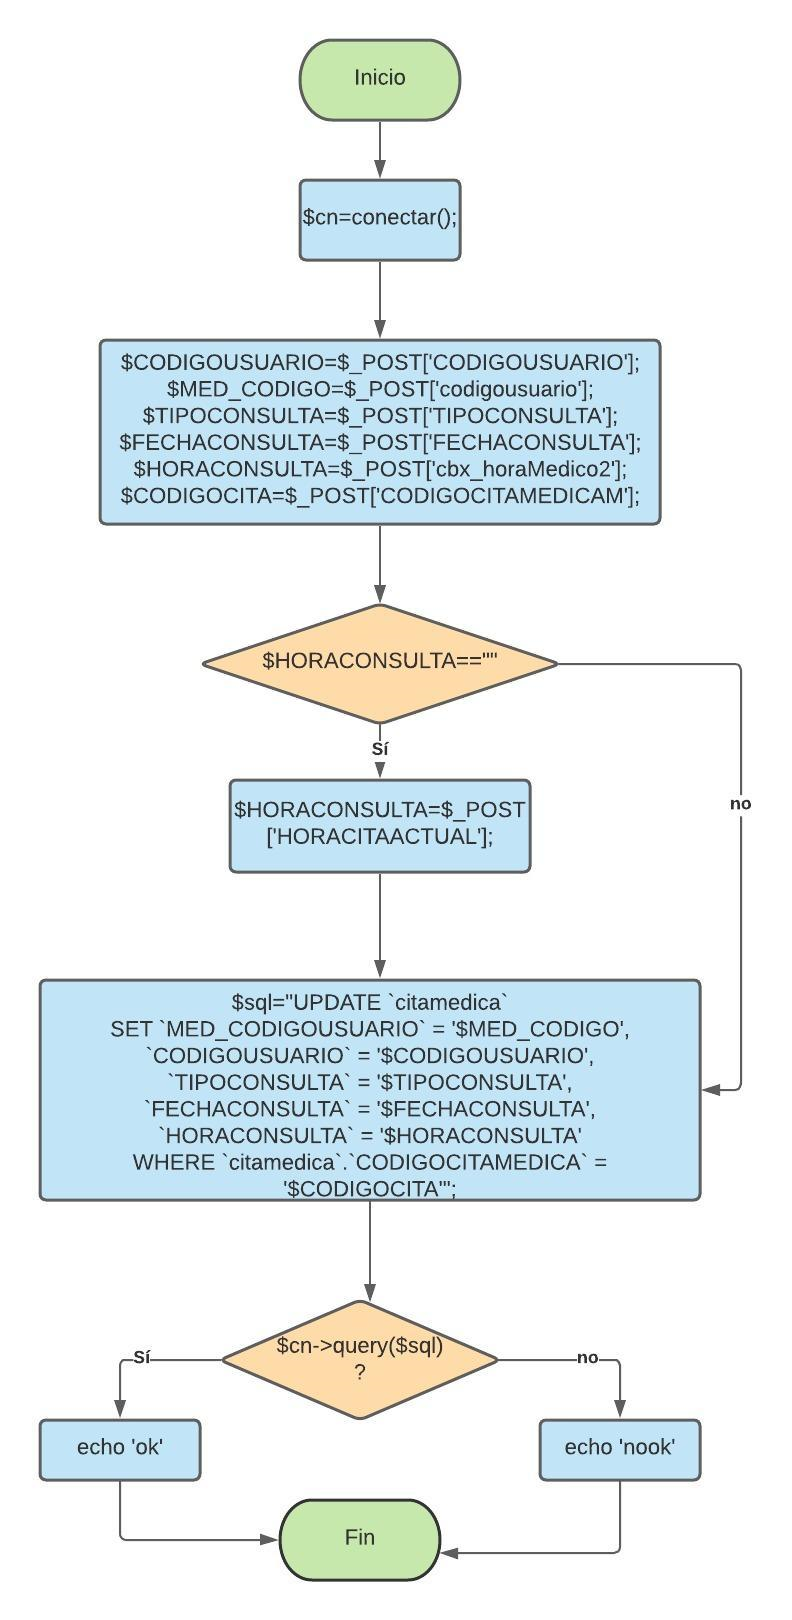 Inicio
$cn=conectar();
$CODIGOUSUARIO=$_POST['CODIGOUSUARIO'];
$MED_CODIGO=$_POST['codigousuario'];
$TIPOCONSULTA=$_POST['TIPOCONSULTA'];
$FECHACONSULTA=$_POST['FECHACONSULTA'];
$HORACONSULTA=$_POST['cbx_horaMedico2'];
$CODIGOCITA=$_POST['CODIGOCITAMEDICAM'];
$HORACONSULTA==""
Sí
no
$HORACONSULTA=$_POST
['HORACITAACTUAL'];
$sql="UPDATE `citamedica`
SET `MED_CODIGOUSUARIO` = '$MED_CODIGO',
`CODIGOUSUARIO` = '$CODIGOUSUARIO',
`TIPOCONSULTA` = '$TIPOCONSULTA',
`FECHACONSULTA` = '$FECHACONSULTA',
`HORACONSULTA` = '$HORACONSULTA'
WHERE `citamedica`.`CODIGOCITAMEDICA` =
'$CODIGOCITA'";
$cn->query($sql)
?
Sí
no
echo 'ok'
echo 'nook'
Fin